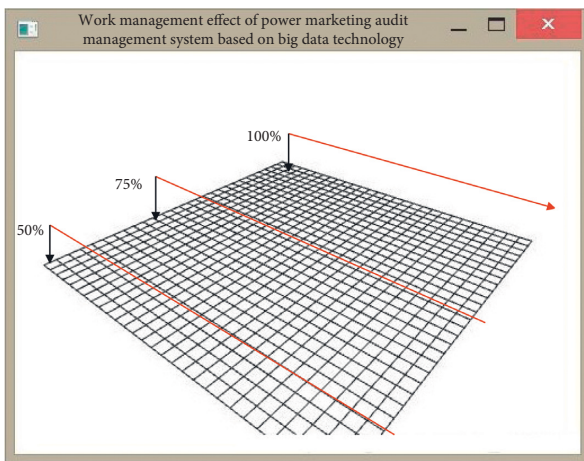 Work management effect of power marketing audit
management system based on big data technology
100%
75%
50%